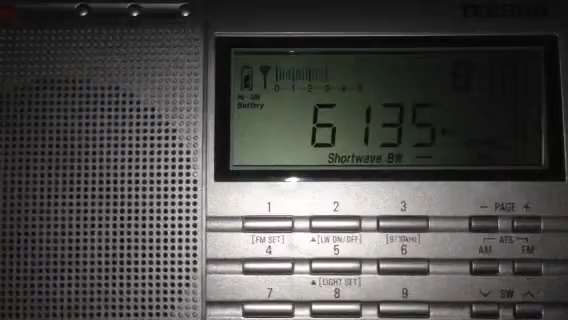 TECSUN
0 1 2 3 4 5
Battery
6135
Shortwave BW
1 2 3 - PAGE +
[FM SET] ▲[LW ON/OFF] [9/10kHz] ATS
4 5 6 AM FM
▲[LIGHT SET]
7 8 9 SW